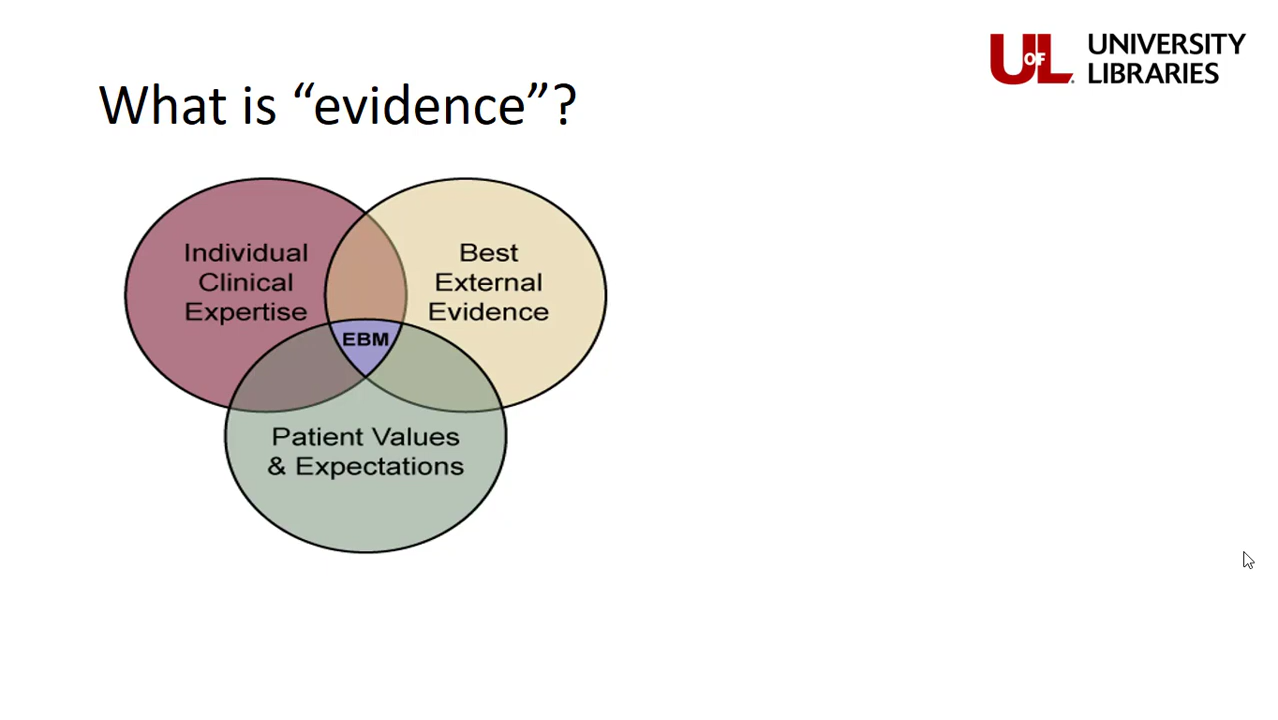 UofL UNIVERSITY
LIBRARIES
What is “evidence”?
Individual
Clinical
Expertise
Best
External
Evidence
EBM
Patient Values
& Expectations